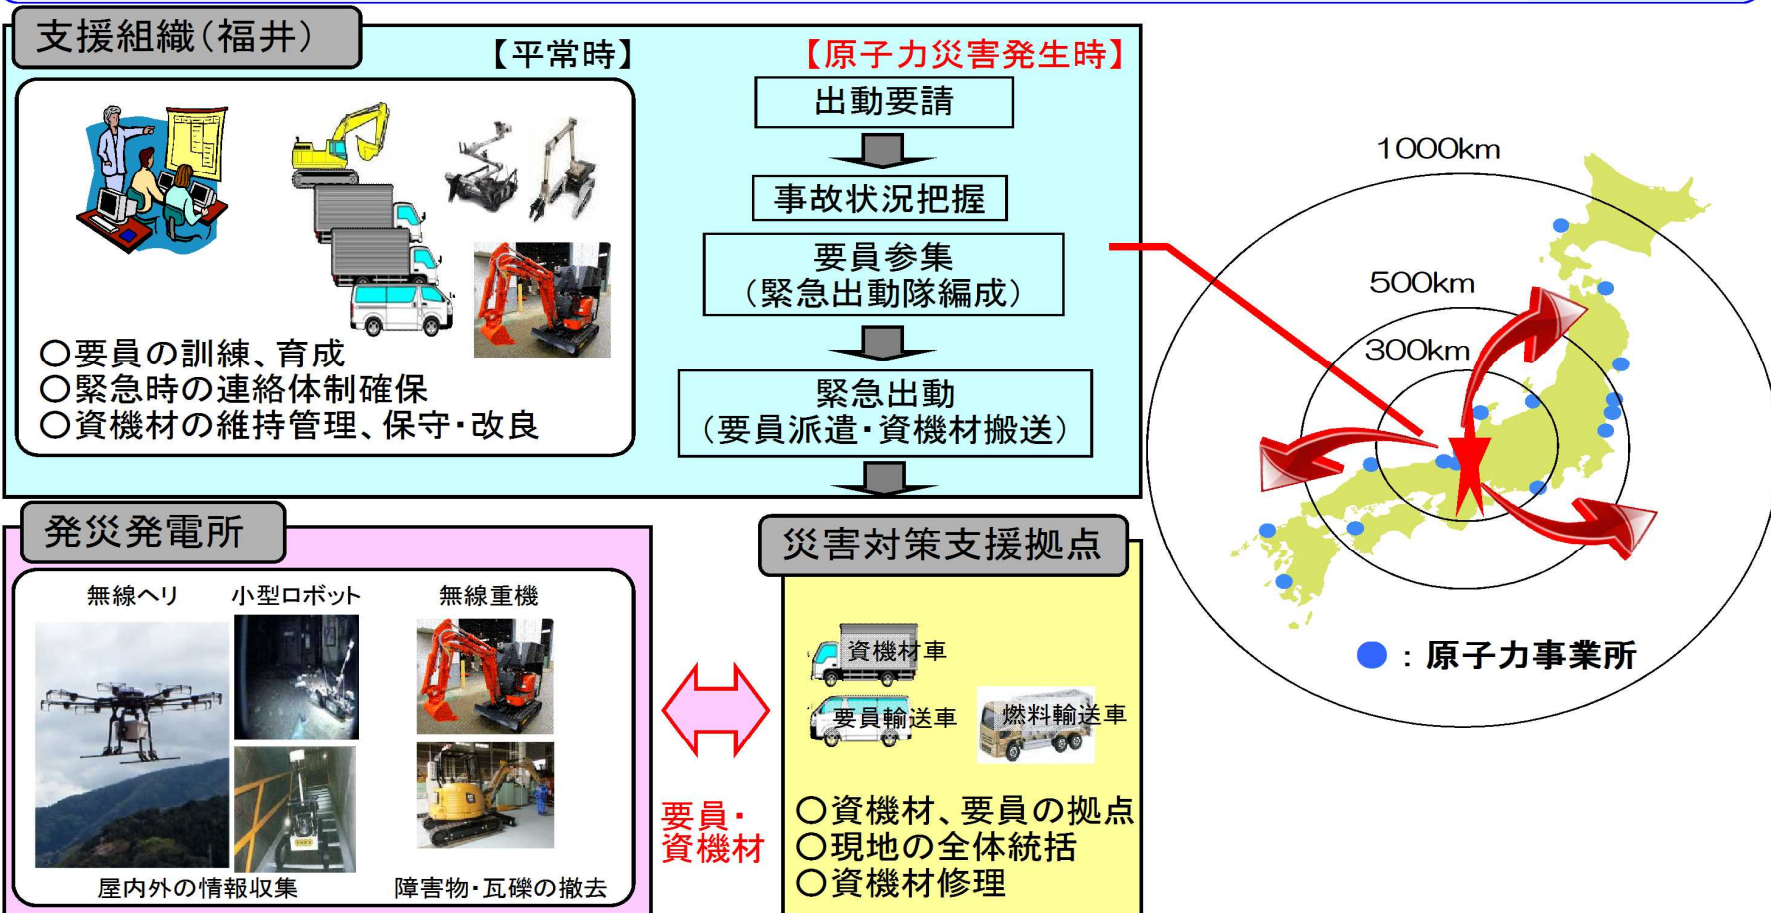 支援組織(福井)
【平常時】
○要員の訓練、育成
○緊急時の連絡体制確保
○資機材の維持管理、保守・改良
【原子力災害発生時】
出動要請
事故状況把握
要員参集
(緊急出動隊編成)
緊急出動
(要員派遣・資機材搬送)
1000km
500km
300km
:原子力事業所
発災発電所
無線ヘリ
小型ロボット
無線重機
屋内外の情報収集
障害物・瓦礫の撤去
要員・
資機材
災害対策支援拠点
資機材車
要員輸送車
燃料輸送車
○資機材、要員の拠点
○現地の全体統括
○資機材修理